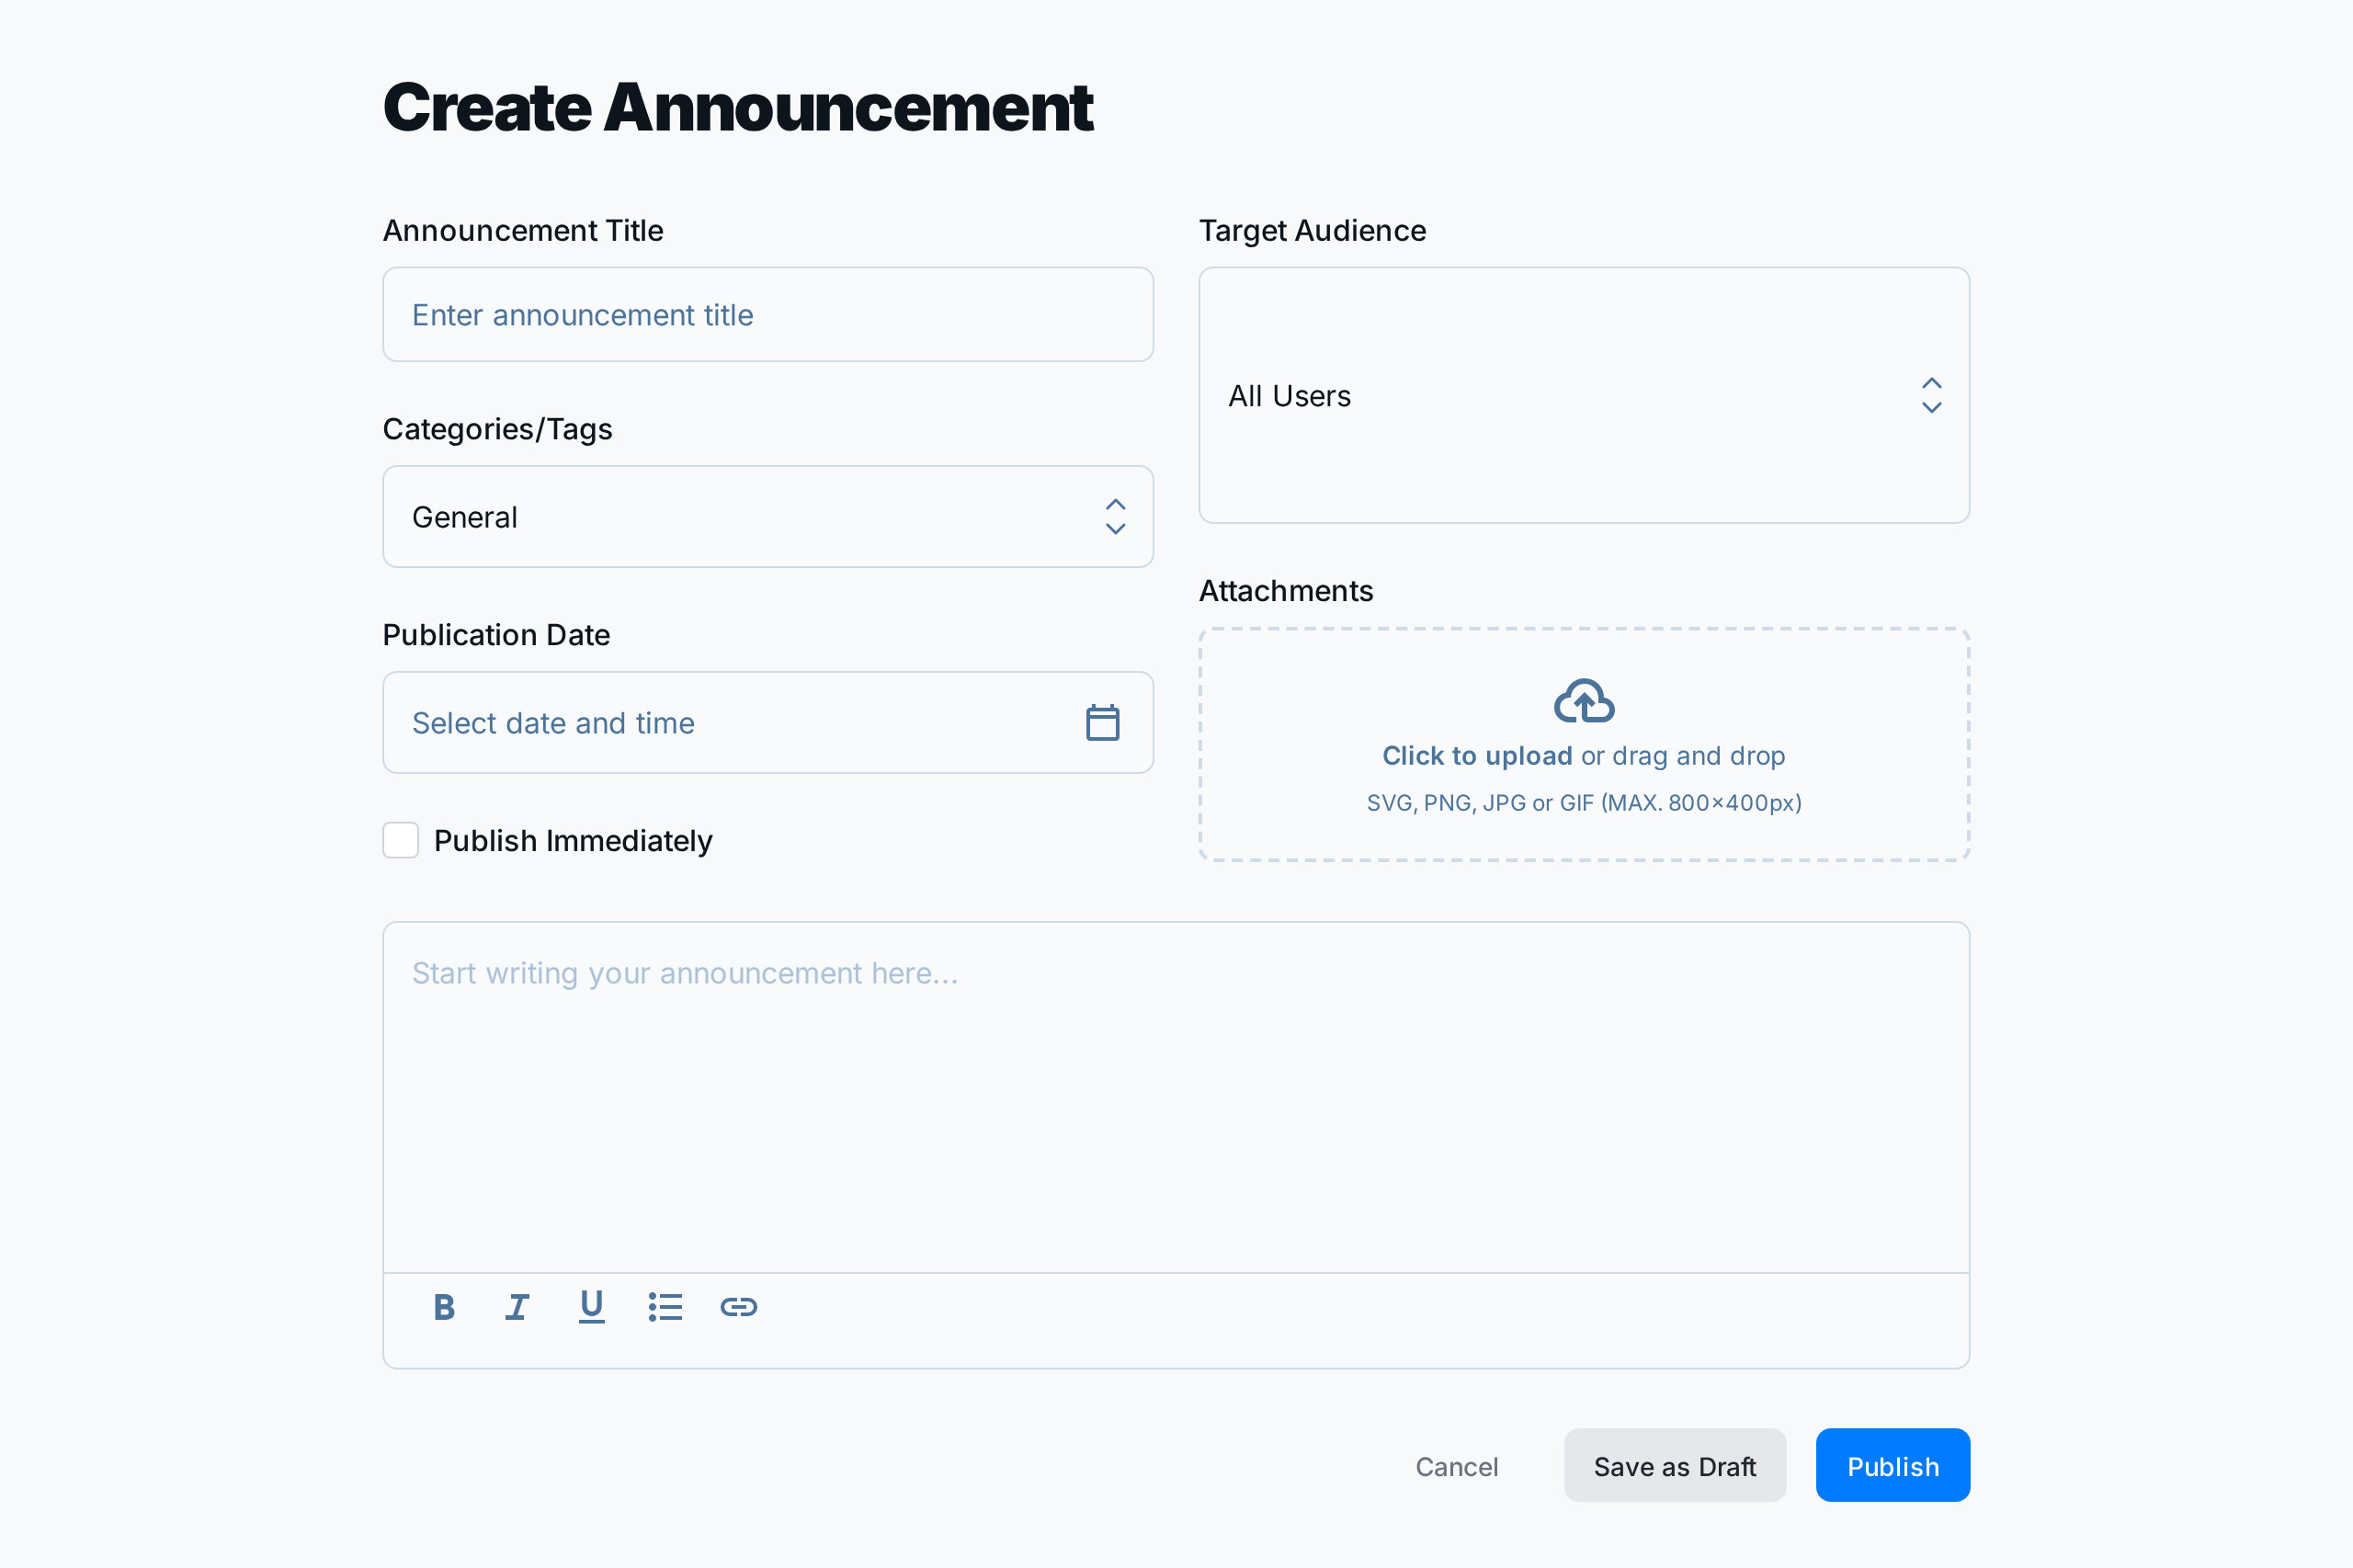 Create Announcement
Announcement Title
Enter announcement title
Categories/Tags
General
Publication Date
Select date and time
Publish Immediately
Target Audience
All Users
Attachments
Click to upload or drag and drop
SVG, PNG, JPG or GIF (MAX. 800×400px)
Start writing your announcement here...
B I U
Cancel
Save as Draft
Publish